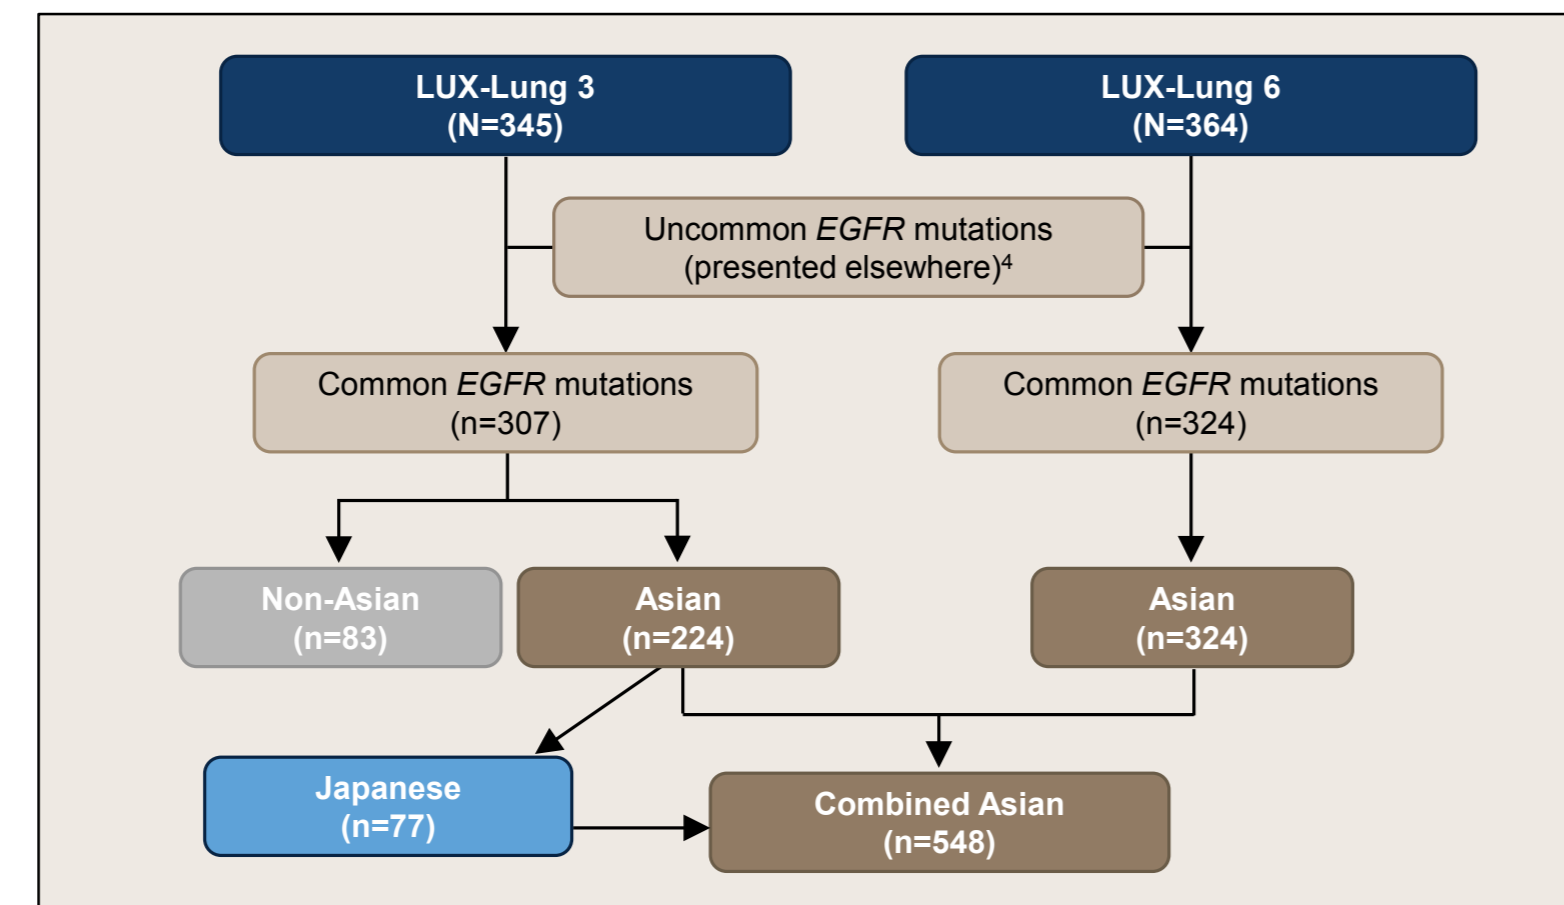 LUX-Lung 3
(N=345)
LUX-Lung 6
(N=364)
Uncommon EGFR mutations
(presented elsewhere)⁴
Common EGFR mutations
(n=307)
Common EGFR mutations
(n=324)
Non-Asian
(n=83)
Asian
(n=224)
Asian
(n=324)
Japanese
(n=77)
Combined Asian
(n=548)